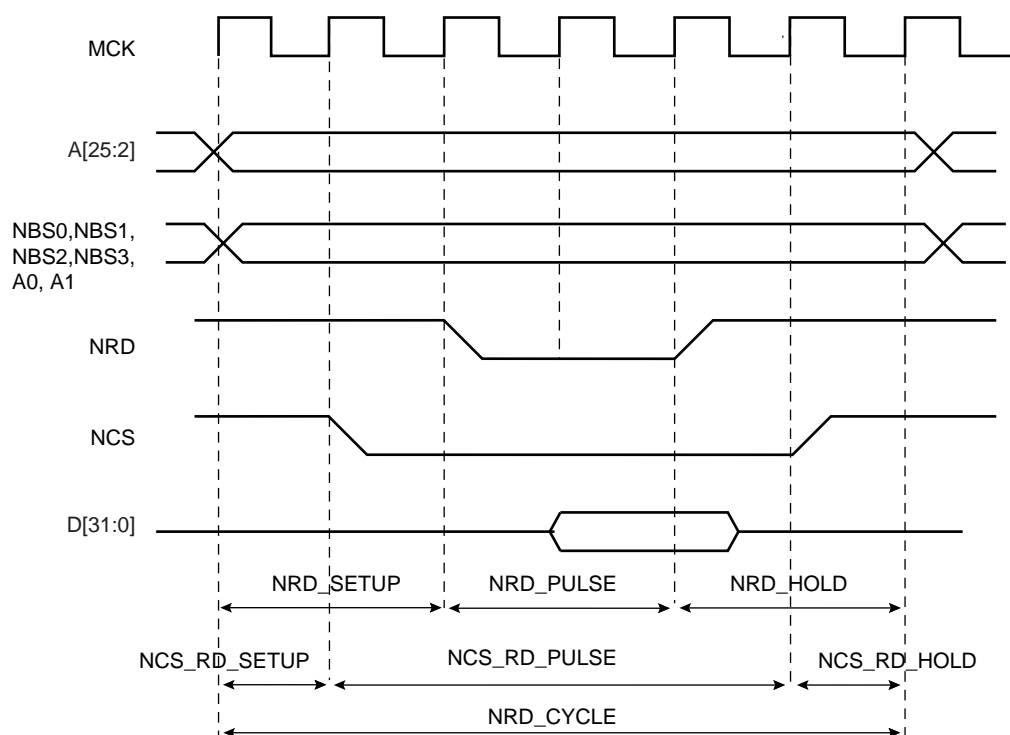 MCK
A[25:2]
NBS0,NBS1,
NBS2,NBS3,
A0, A1
NRD
NCS
D[31:0]
NRD_SETUP NRD_PULSE NRD_HOLD
NCS_RD_SETUP NCS_RD_PULSE NCS_RD_HOLD
NRD_CYCLE